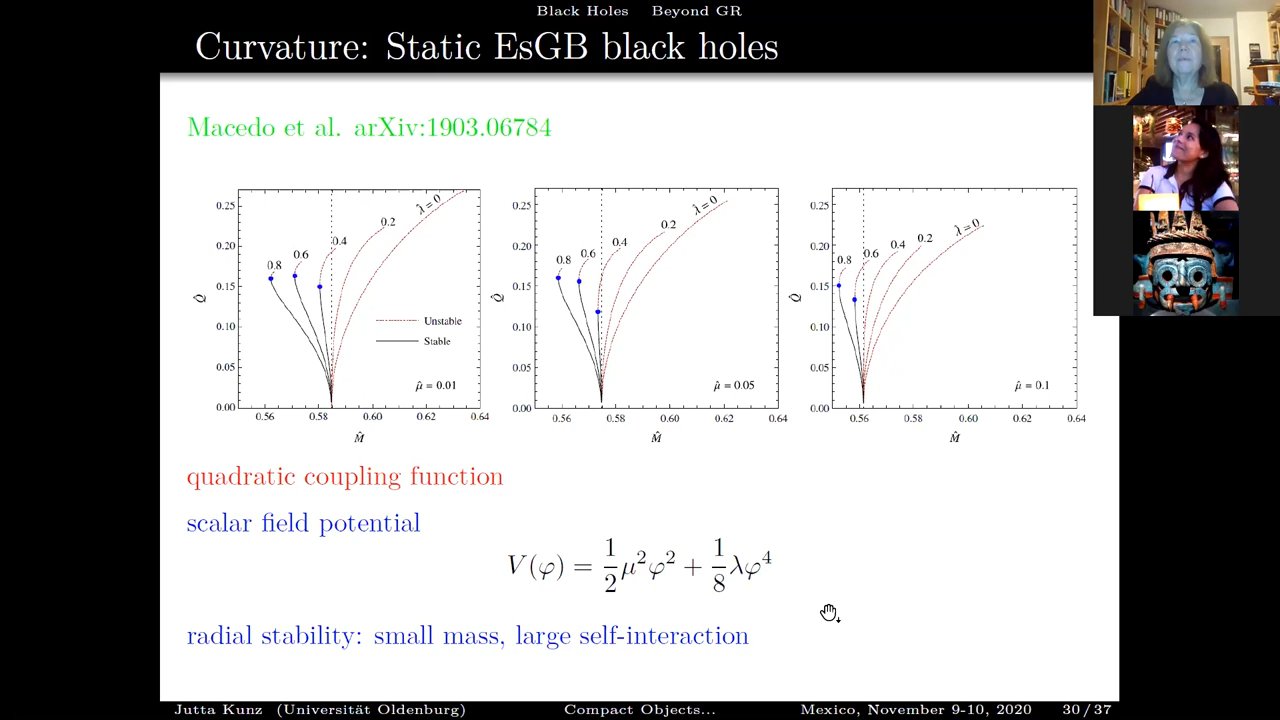 Black Holes Beyond GR
Curvature: Static EsGB black holes
Macedo et al. arXiv:1903.06784
0.25
0.20
0.15
0.10
0.05
0.00
0.56
0.58
0.60
0.62
0.64
Q̂
M̂
0.8
0.6
0.4
0.2
λ̂=0
Unstable
Stable
μ̂ = 0.01
0.25
0.20
0.15
0.10
0.05
0.00
0.56
0.58
0.60
0.62
0.64
Q̂
M̂
0.8
0.6
0.4
0.2
λ̂=0
μ̂ = 0.05
0.25
0.20
0.15
0.10
0.05
0.00
0.56
0.58
0.60
0.62
0.64
Q̂
M̂
0.8
0.6
0.4
0.2
λ̂=0
μ̂ = 0.1
quadratic coupling function
scalar field potential
V(φ) = 1/2 μ²φ² + 1/8 λφ⁴
radial stability: small mass, large self-interaction
Jutta Kunz (Universität Oldenburg) Compact Objects... Mexico, November 9-10, 2020 30/37